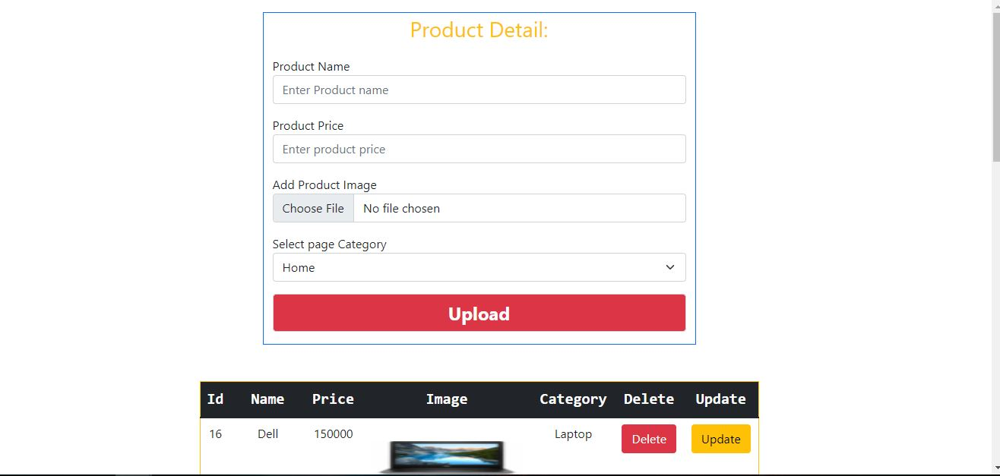 Product Detail:
Product Name
Enter Product name
Product Price
Enter product price
Add Product Image
Choose File No file chosen
Select page Category
Home
Upload
Id Name Price Image Category Delete Update
16 Dell 150000 Laptop Delete Update